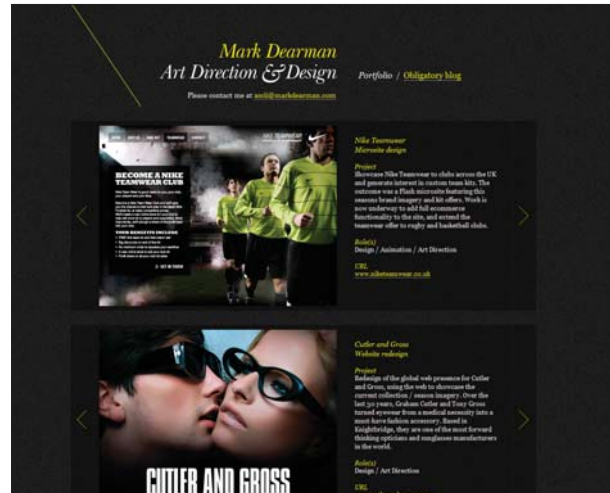 Mark Dearman
Art Direction & Design
Portfolio / Obligatory blog
Please contact me at
BECOME A NIKE
TEAMWEAR CLUB
YOUR BENEFITS INCLUDE
Nike Teamwear
Microsite design
Project
Showcase Nike Teamwear to clubs across the UK
and generate interest in custom team kits. The
outcome was a Flash microsite featuring this
seasons brand imagery and kit offers. Work is
now underway to add full ecommerce
functionality to the site, and extend the
teamwear offer to rugby and basketball clubs.
Role(s)
Design / Animation / Art Direction
URL
www.niketeamwear.co.uk
CUTLER AND GROSS
Cutler and Gross
Website redesign
Project
Redesign of the global web presence for Cutler
and Gross, using the web to showcase the
current collection / season imagery. Over the
last 30 years, Graham Cutler and Tony Gross
turned eyewear from a medical necessity into a
must-have fashion accessory. Based in
Knightbridge, they are one of the most forward
thinking opticians and sunglasses manufacturers
in the world.
Role(s)
Design / Art Direction
URL